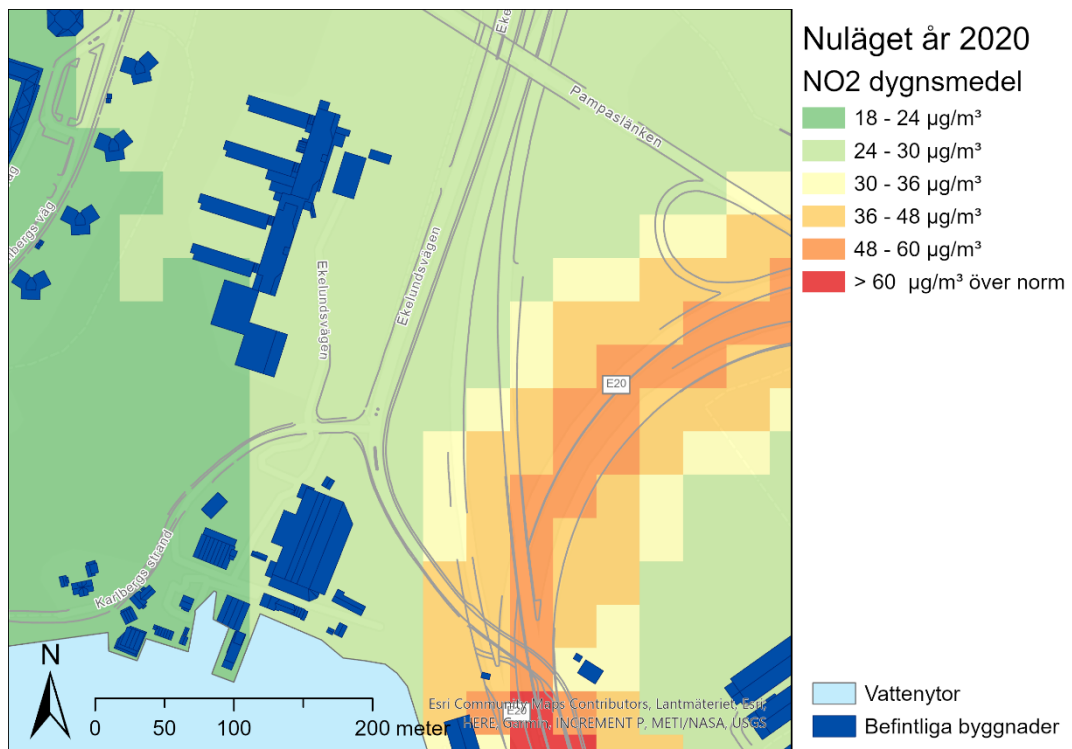 Nuläget år 2020
NO2 dygnsmedel
18 - 24 µg/m³
24 - 30 µg/m³
30 - 36 µg/m³
36 - 48 µg/m³
48 - 60 µg/m³
> 60 µg/m³ över norm
Pampaslänken
Ekelundsvägen
Ekelundsvägen
E20
Karlbergs strand
E20
N
0 50 100 200 meter
Esri Community Maps Contributors, Lantmäteriet, Esri,
HERE, Garmin, INCREMENT P, METI/NASA, USGS
Vattenytor
Befintliga byggnader